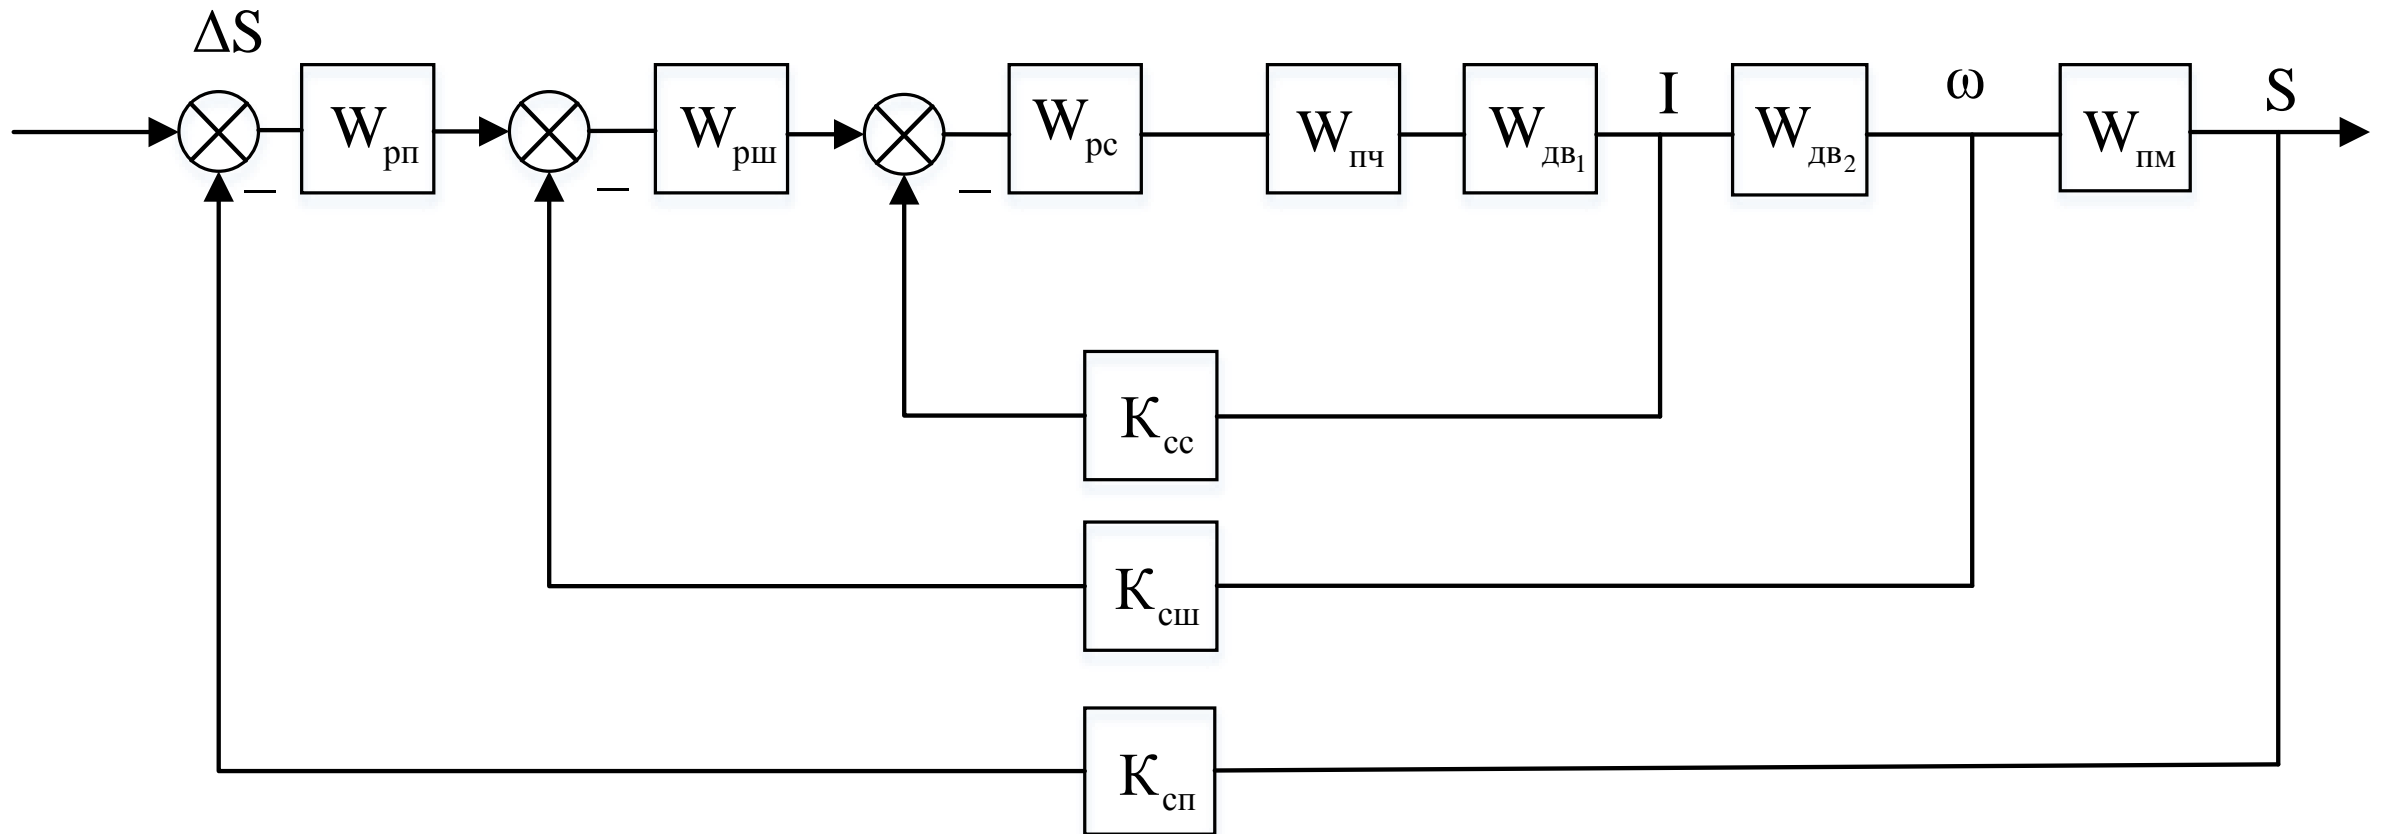 ΔS
I
ω
S
W рп
W рш
W рс
W пч
W дв1
W дв2
W пм
–
–
–
К сс
К сш
К сп